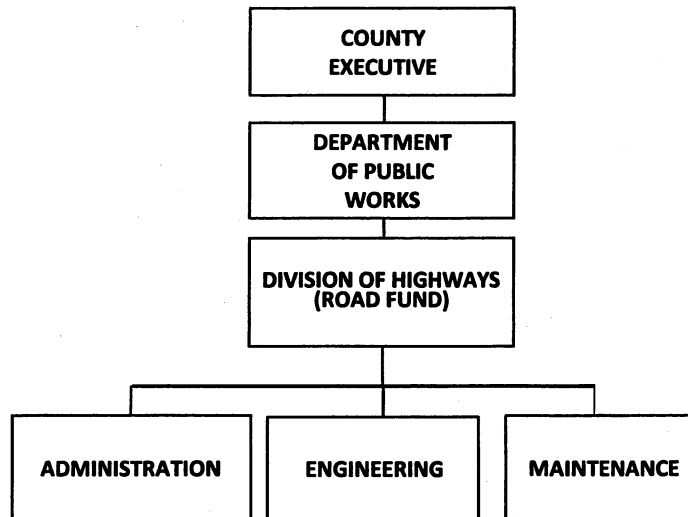 COUNTY
EXECUTIVE
DEPARTMENT
OF PUBLIC
WORKS
DIVISION OF HIGHWAYS
(ROAD FUND)
ADMINISTRATION
ENGINEERING
MAINTENANCE